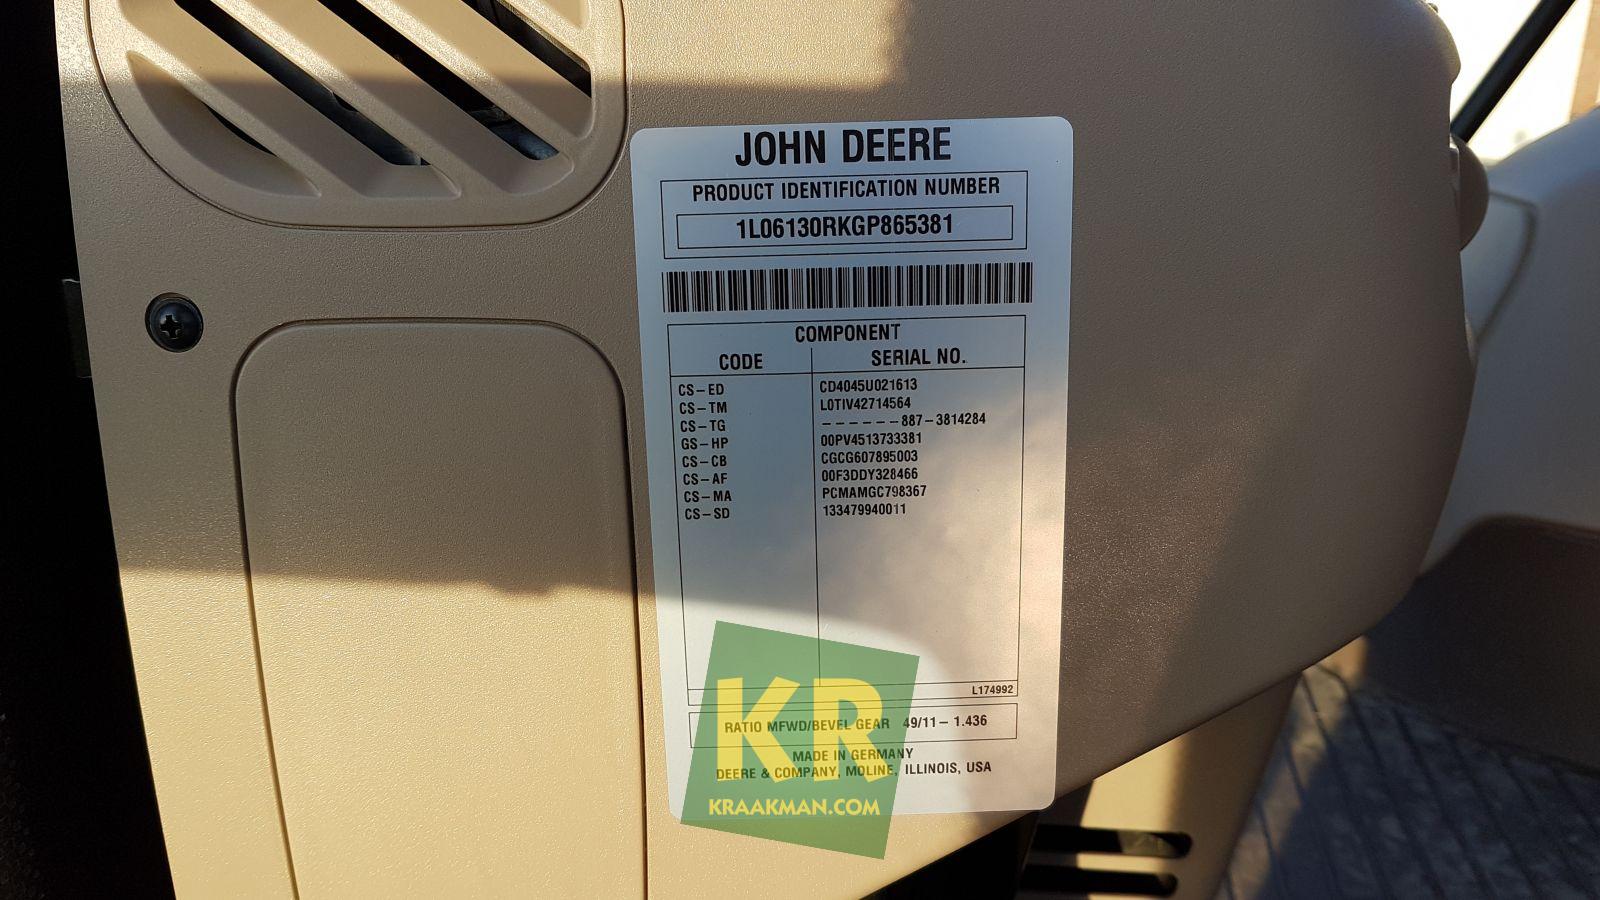 JOHN DEERE
PRODUCT IDENTIFICATION NUMBER
1L06130RKGP865381
COMPONENT
CODE SERIAL NO.
CS-ED CD4045U021613
CS-TM L0TIV42714564
CS-TG ------887-3814284
GS-HP 00PV4513733381
CS-CB CGCG607895003
CS-AF 00F3DDY328466
CS-MA PCMAMGC798367
CS-SD 133479940011
L174992
RATIO MFWD/BEVEL GEAR 49/11-1.436
MADE IN GERMANY
DEERE & COMPANY, MOLINE, ILLINOIS, USA
KR
KRAAKMAN.COM